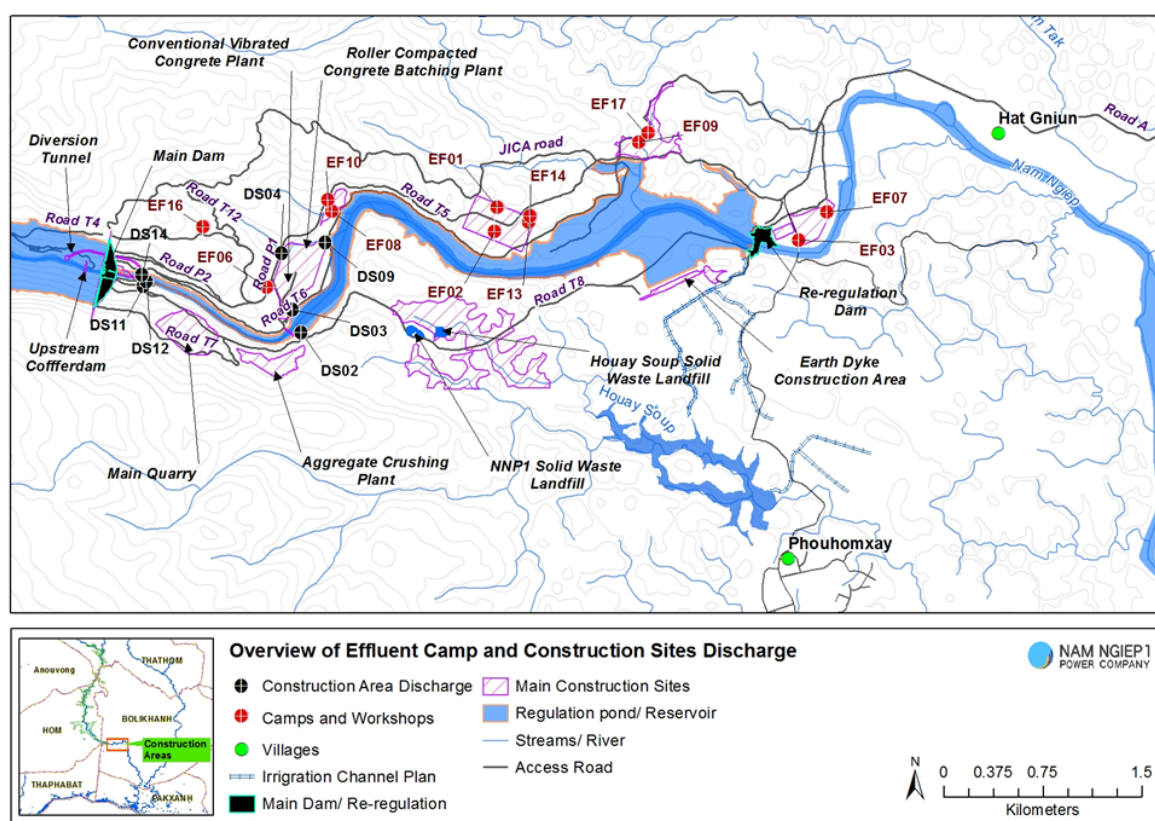 Conventional Vibrated
Concrete Plant
Roller Compacted
Concrete Batching Plant
Diversion
Tunnel
Main Dam
EF17
EF09
JICA road
Hat Gniun
Road A
Nam Ngiep
EF10
EF01
EF14
DS04
Road T12
Road T5
EF16
Road T4
DS14
Road P2
Road P1
EF08
EF07
EF06
DS09
EF03
EF02
EF13
Road T8
Re-regulation
Dam
Road T6
DS11
DS12
Road T7
DS03
DS02
Upstream
Coffferdam
Houay Soup Solid
Waste Landfill
Earth Dyke
Construction Area
Houay Soup
Main Quarry
Aggregate Crushing
Plant
NNP1 Solid Waste
Landfill
Phouhomxay
Overview of Effluent Camp and Construction Sites Discharge
Construction Area Discharge
Camps and Workshops
Villages
Irrigration Channel Plan
Main Dam/ Re-regulation
Main Construction Sites
Regulation pond/ Reservoir
Streams/ River
Access Road
NAM NGIEP1
POWER COMPANY
N
0 0.375 0.75 1.5
Kilometers
Anouvong
THATHOM
BOLIKHANH
HOM
Construction
Areas
THAPHABAT
PAKXANH